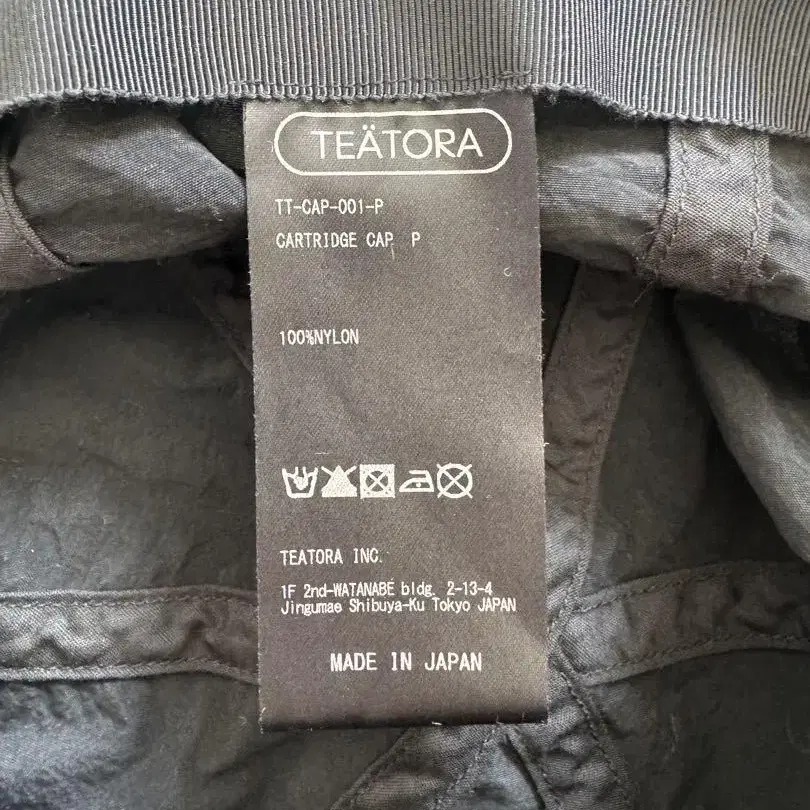 TEÄTORA
TT-CAP-001-P
CARTRIDGE CAP P
100%NYLON
TEATORA INC.
1F 2nd-WATANABE bldg. 2-13-4
Jingumae Shibuya-Ku Tokyo JAPAN
MADE IN JAPAN